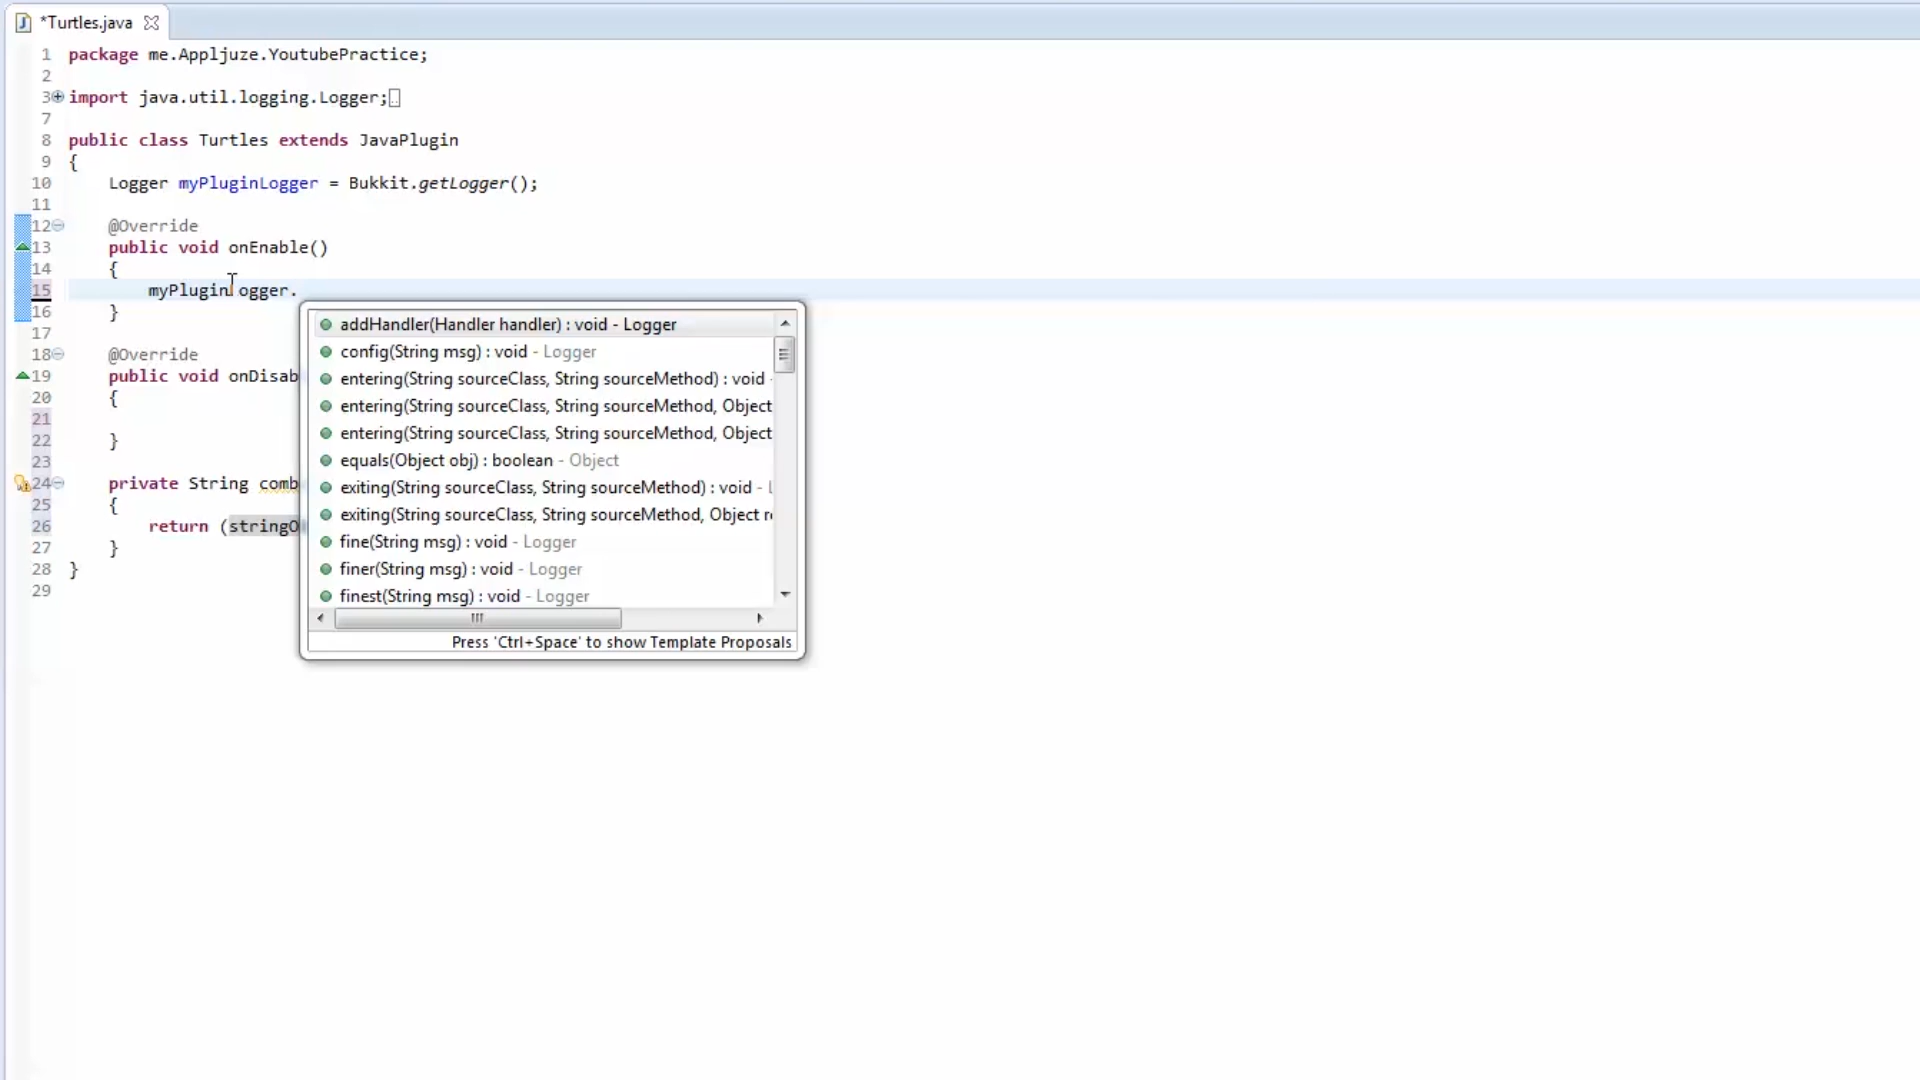 *Turtles.java
1 package me.Appljuze.YoutubePractice;
2
3 import java.util.logging.Logger;
7
8 public class Turtles extends JavaPlugin
9 {
10 Logger myPluginLogger = Bukkit.getLogger();
11
12 @Override
13 public void onEnable()
14 {
15 myPluginLogger.
16 }
17
18 @Override
19 public void onDisab
20 {
21
22 }
23
24 private String comb
25 {
26 return (stringO
27 }
28 }
29
addHandler(Handler handler) : void - Logger
config(String msg) : void - Logger
entering(String sourceClass, String sourceMethod) : void -
entering(String sourceClass, String sourceMethod, Object
entering(String sourceClass, String sourceMethod, Object
equals(Object obj) : boolean - Object
exiting(String sourceClass, String sourceMethod) : void - L
exiting(String sourceClass, String sourceMethod, Object re
fine(String msg) : void - Logger
finer(String msg) : void - Logger
finest(String msg) : void - Logger
Press 'Ctrl+Space' to show Template Proposals